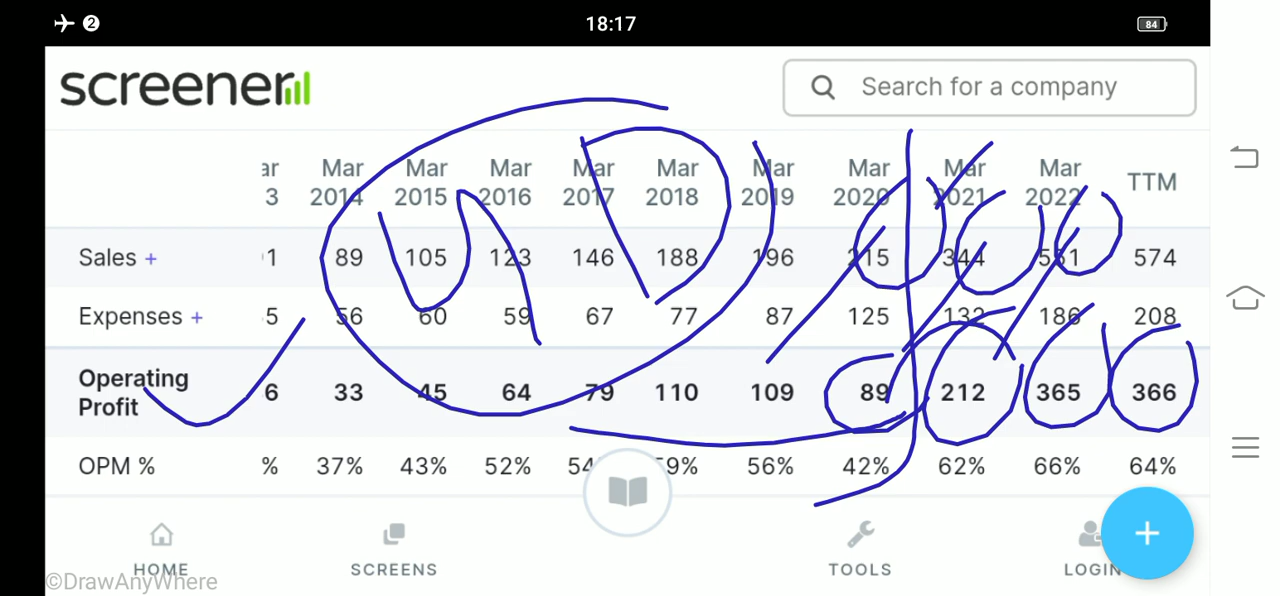 18:17
84
screener
Search for a company
ar 3 Mar 2014 Mar 2015 Mar 2016 Mar 2017 Mar 2018 Mar 2019 Mar 2020 Mar 2021 Mar 2022 TTM
Sales + 1 89 105 123 146 188 196 215 344 551 574
Expenses + 5 56 60 59 67 77 87 125 132 186 208
Operating Profit 6 33 45 64 79 110 109 89 212 365 366
OPM % % 37% 43% 52% 54 59% 56% 42% 62% 66% 64%
HOME SCREENS TOOLS LOGIN
©DrawAnyWhere